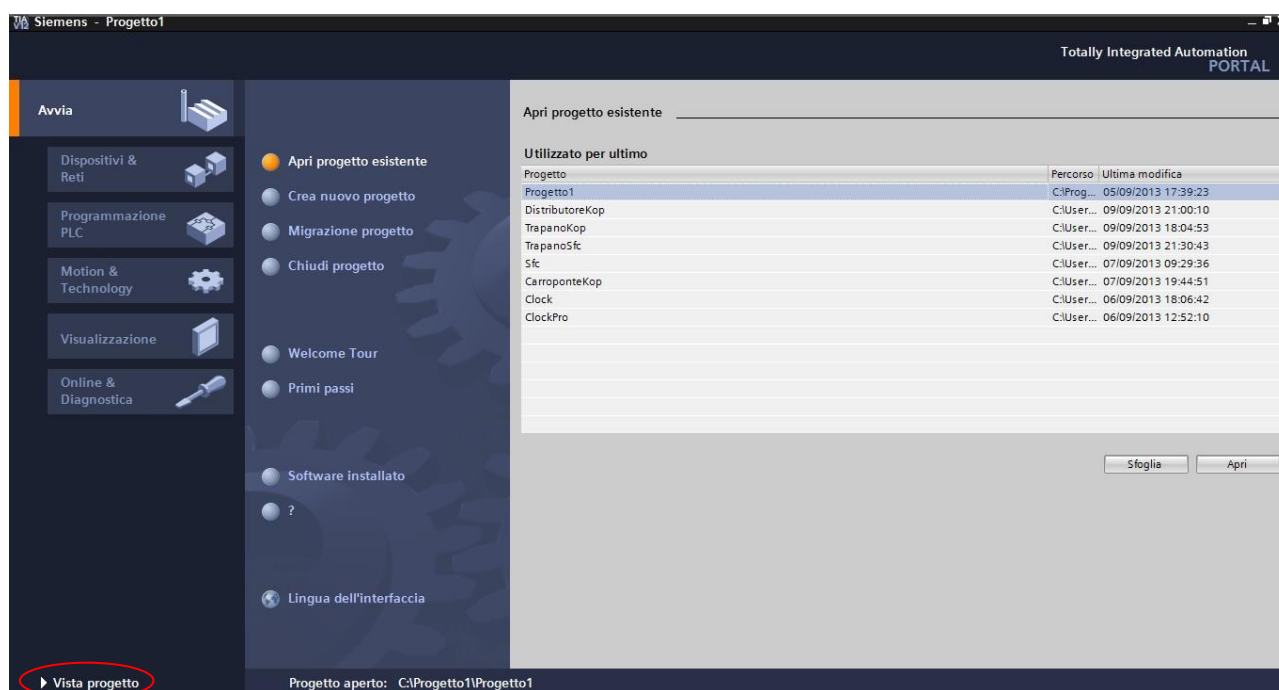 Siemens - Progetto1
Totally Integrated Automation
PORTAL
Avvia
Dispositivi &
Reti
Programmazione
PLC
Motion &
Technology
Visualizzazione
Online &
Diagnostica
Vista progetto
Apri progetto esistente
Crea nuovo progetto
Migrazione progetto
Chiudi progetto
Welcome Tour
Primi passi
Software installato
?
Lingua dell'interfaccia
Apri progetto esistente
Utilizzato per ultimo
Progetto Percorso Ultima modifica
Progetto1 C:\Prog... 05/09/2013 17:39:23
DistributoreKop C:\User... 09/09/2013 21:00:10
TrapanoKop C:\User... 09/09/2013 18:04:53
TrapanoSfc C:\User... 09/09/2013 21:30:43
Sfc C:\User... 07/09/2013 09:29:36
CarroponteKop C:\User... 07/09/2013 19:44:51
Clock C:\User... 06/09/2013 18:06:42
ClockPro C:\User... 06/09/2013 12:52:10
Sfoglia Apri
Progetto aperto: C:\Progetto1\Progetto1